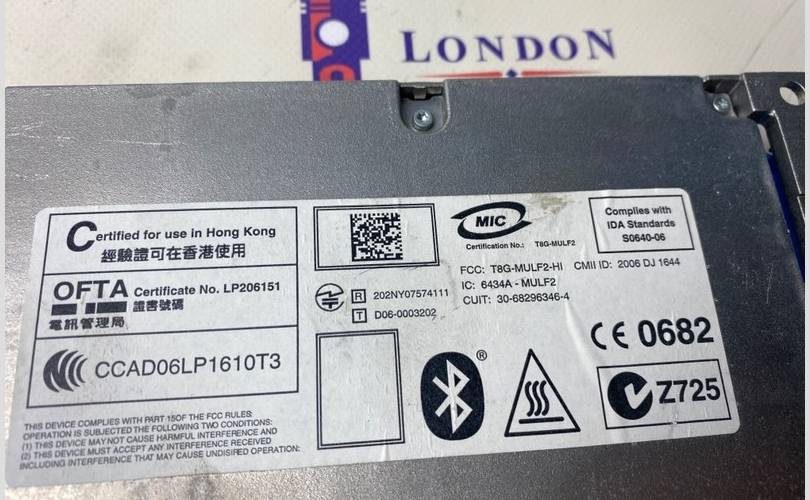 LONDON
Certified for use in Hong Kong
經驗證可在香港使用
OFTA Certificate No. LP206151
電訊管理局 證書號碼
CCAD06LP1610T3
THIS DEVICE COMPLIES WITH PART 15OF THE FCC RULES:
OPERATION IS SUBJECTED THE FOLLOWING TWO CONDITIONS:
(1) THIS DEVICE MAY NOT CAUSE HARMFUL INTERFERENCE AND
(2) THIS DEVICE MUST ACCEPT ANY INTERFERENCE RECEIVED
INCLUDING INTERFERENCE THAT MAY CAUSE UNDISIRED OPERATION:
R 202NY07574111
T D06-0003202
MIC
Certification No.: T8G-MULF2
Complies with
IDA Standards
S0640-06
FCC: T8G-MULF2-HI CMII ID: 2006 DJ 1644
IC: 6434A - MULF2
CUIT: 30-68296346-4
CE 0682
®
Z725